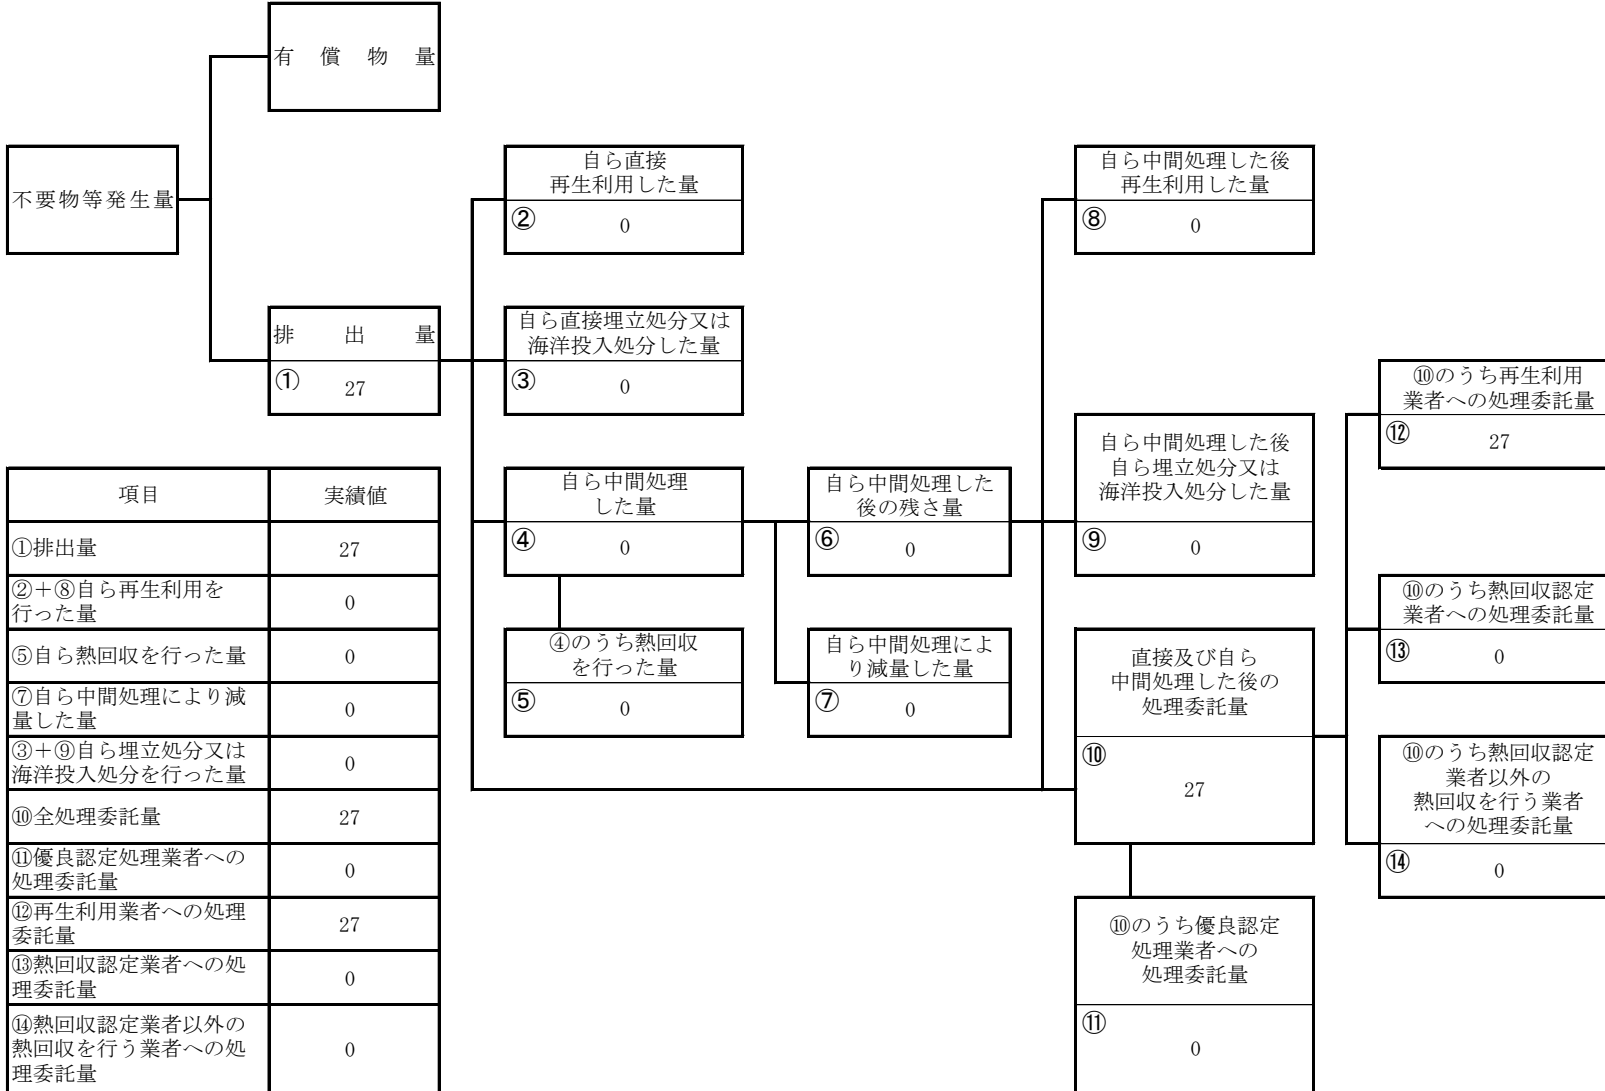 有償物量
不要物等発生量
排出量
① 27
自ら直接
再生利用した量
② 0
自ら直接埋立処分又は
海洋投入処分した量
③ 0
自ら中間処理
した量
④ 0
④のうち熱回収
を行った量
⑤ 0
自ら中間処理した
後の残さ量
⑥ 0
自ら中間処理によ
り減量した量
⑦ 0
自ら中間処理した後
再生利用した量
⑧ 0
自ら中間処理した後
自ら埋立処分又は
海洋投入処分した量
⑨ 0
直接及び自ら
中間処理した後の
処理委託量
⑩
27
⑩のうち優良認定
処理業者への
処理委託量
⑪
0
⑩のうち再生利用
業者への処理委託量
⑫ 27
⑩のうち熱回収認定
業者への処理委託量
⑬ 0
⑩のうち熱回収認定
業者以外の
熱回収を行う業者
への処理委託量
⑭ 0
項目 実績値
①排出量 27
②+⑧自ら再生利用を
行った量 0
⑤自ら熱回収を行った量 0
⑦自ら中間処理により減
量した量 0
③+⑨自ら埋立処分又は
海洋投入処分を行った量 0
⑩全処理委託量 27
⑪優良認定処理業者への
処理委託量 0
⑫再生利用業者への処理
委託量 27
⑬熱回収認定業者への処
理委託量 0
⑭熱回収認定業者以外の
熱回収を行う業者への処
理委託量 0